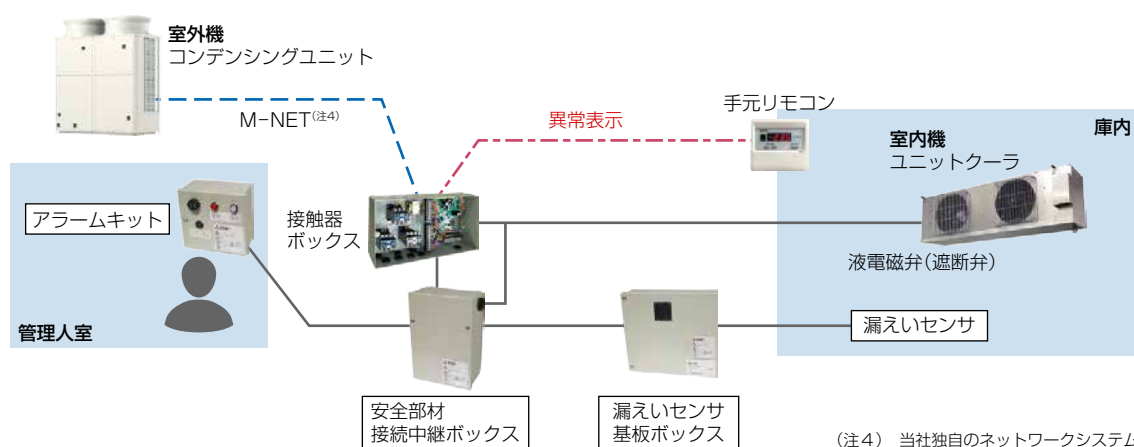 室外機
コンデンシングユニット
M-NET(注4)
異常表示
手元リモコン
庫内
室内機
ユニットクーラ
アラームキット
接触器
ボックス
液電磁弁(遮断弁)
管理人室
漏えいセンサ
安全部材
接続中継ボックス
漏えいセンサ
基板ボックス
(注4) 当社独自のネットワークシステム